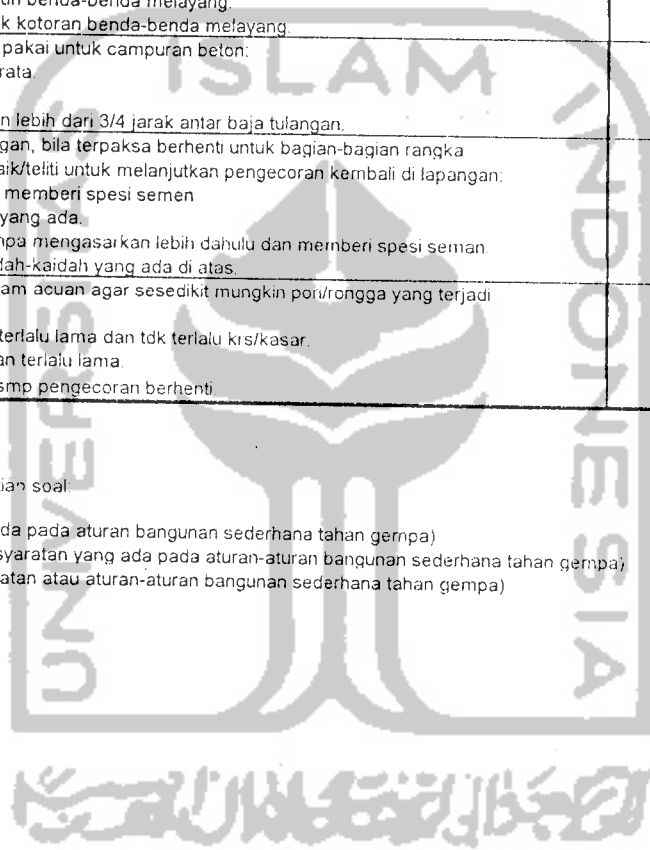 benda-benda melayang.
k kotoran benda-benda melayang.
pakai untuk campuran beton:
rata.
n lebih dari 3/4 jarak antar baja tulangan.
gan, bila terpaksa berhenti untuk bagian-bagian rangka
aik/teliti untuk melanjutkan pengecoran kembali di lapangan:
memberi spesi semen
yang ada.
npa mengasarkan lebih dahulu dan memberi spesi seman.
dah-kaidah yang ada di atas.
am acuan agar sesedikit mungkin pori/rongga yang terjadi
terlalu lama dan tdk terlalu krs/kasar.
an terlalu lama.
smp pengecoran berhenti.
ian soal:
da pada aturan bangunan sederhana tahan gempa)
syaratan yang ada pada aturan-aturan bangunan sederhana tahan gempa)
atan atau aturan-aturan bangunan sederhana tahan gempa)
UNIVERSITAS
ISLAM
INDONESIA